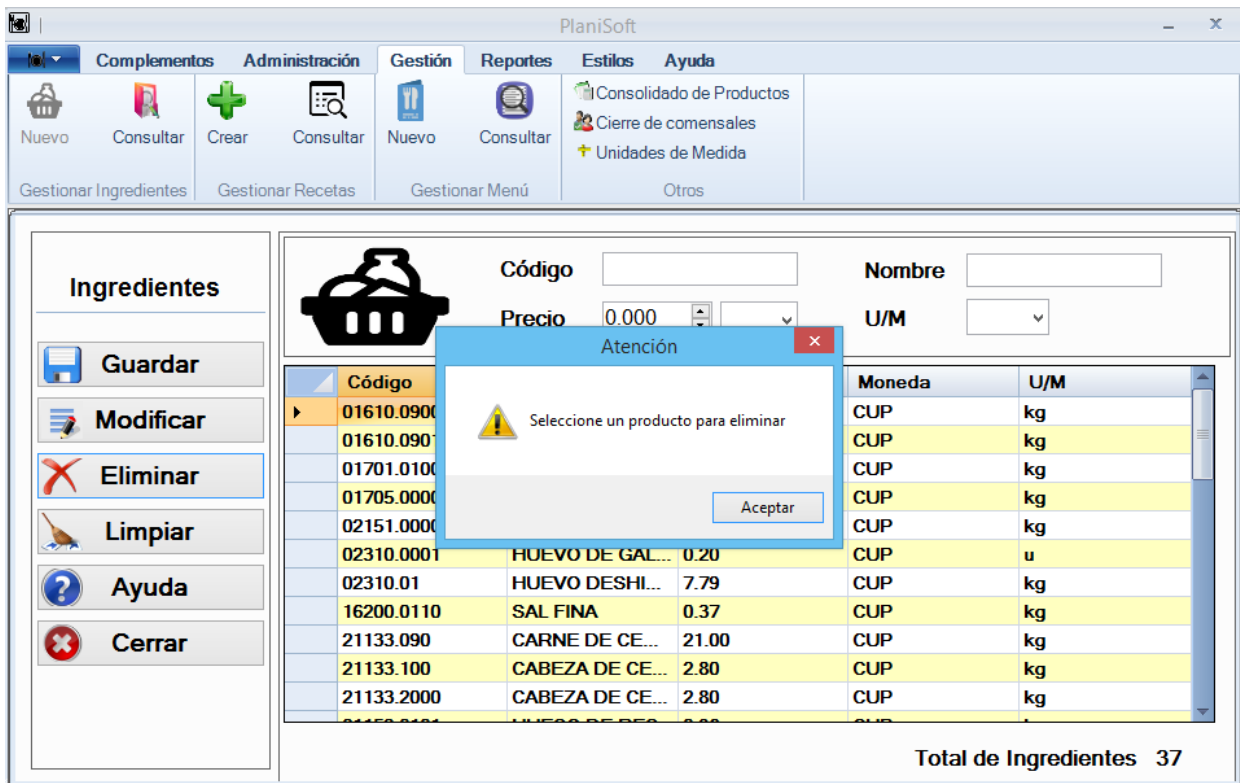 PlaniSoft
Complementos Administración Gestión Reportes Estilos Ayuda
Nuevo Consultar Crear Consultar Nuevo Consultar
Consolidado de Productos
Cierre de comensales
Unidades de Medida
Gestionar Ingredientes Gestionar Recetas Gestionar Menú Otros
Ingredientes
Guardar
Modificar
Eliminar
Limpiar
Ayuda
Cerrar
Código Nombre
Precio 0.000 U/M
Atención
Seleccione un producto para eliminar
Aceptar
Código Moneda U/M
01610.0900 CUP kg
01610.090 CUP kg
01701.0100 CUP kg
01705.0000 CUP kg
02151.0000 CUP kg
02310.0001 HUEVO DE GAL... 0.20 CUP u
02310.01 HUEVO DESHI... 7.79 CUP kg
16200.0110 SAL FINA 0.37 CUP kg
21133.090 CARNE DE CE... 21.00 CUP kg
21133.100 CABEZA DE CE... 2.80 CUP kg
21133.2000 CABEZA DE CE... 2.80 CUP kg
Total de Ingredientes 37